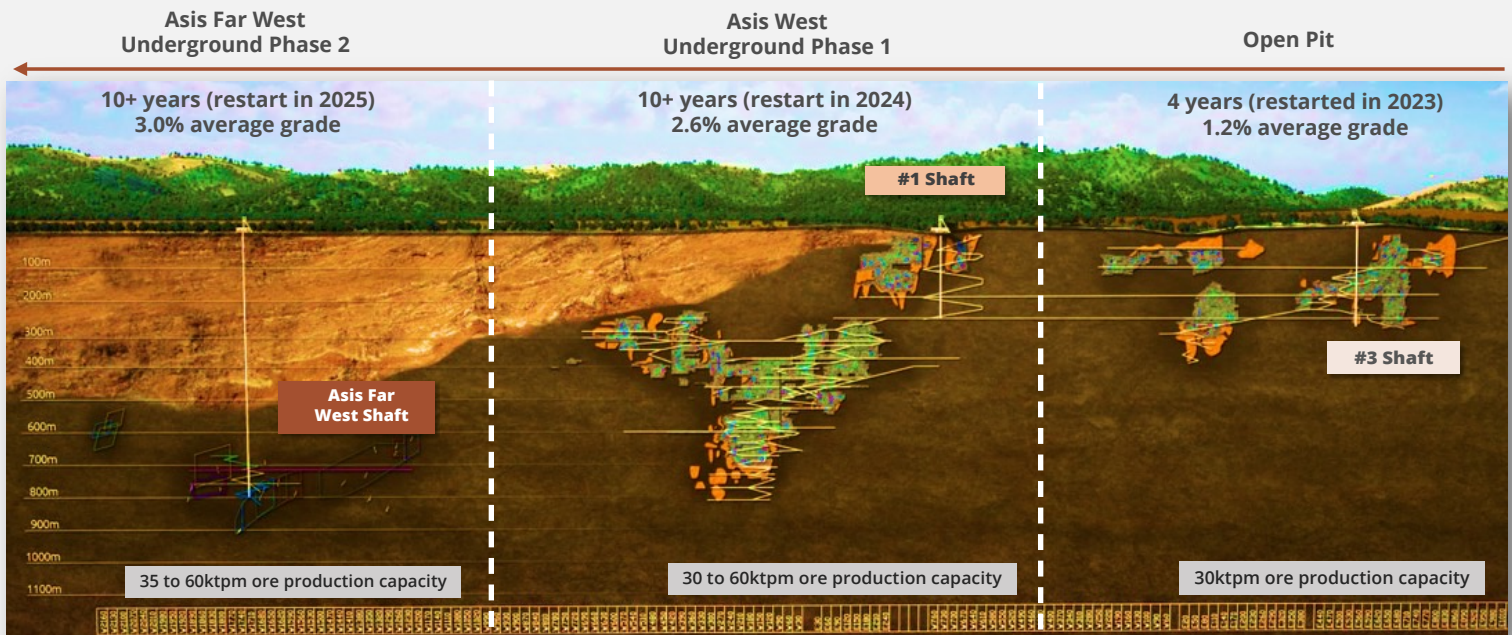 Asis Far West
Underground Phase 2
Asis West
Underground Phase 1
Open Pit
10+ years (restart in 2025)
3.0% average grade
10+ years (restart in 2024)
2.6% average grade
4 years (restarted in 2023)
1.2% average grade
#1 Shaft
100m
200m
300m
#3 Shaft
400m
Asis Far
West Shaft
500m
600m
700m
800m
900m
1000m
35 to 60ktpm ore production capacity
30 to 60ktpm ore production capacity
30ktpm ore production capacity
1100m